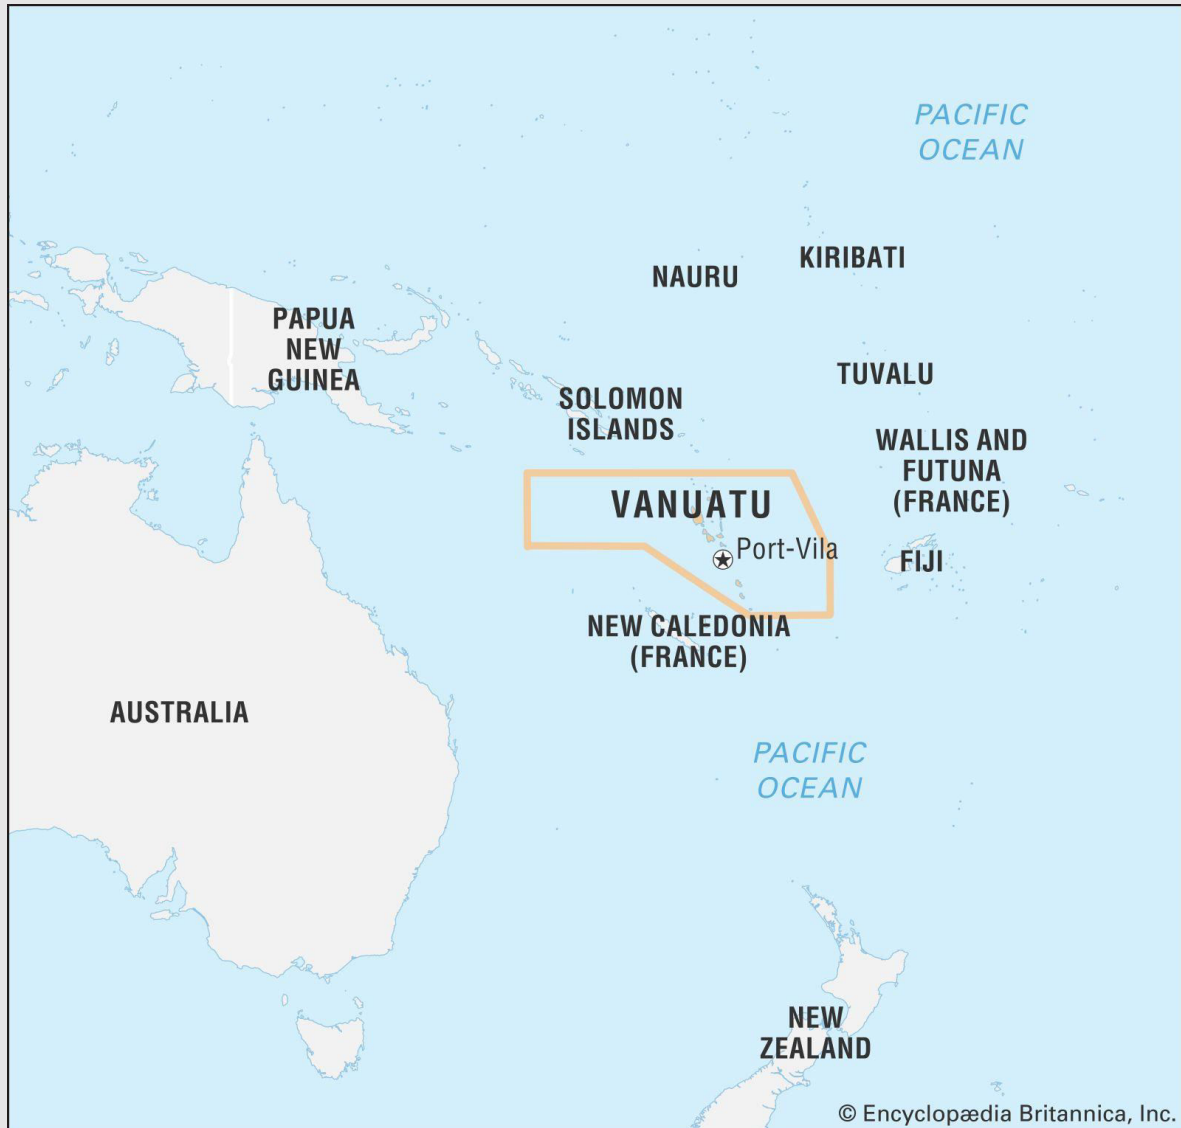 PACIFIC
OCEAN
KIRIBATI
NAURU
PAPUA
NEW
GUINEA
TUVALU
SOLOMON
ISLANDS
WALLIS AND
FUTUNA
(FRANCE)
VANUATU
Port-Vila
FIJI
NEW CALEDONIA
(FRANCE)
AUSTRALIA
PACIFIC
OCEAN
NEW
ZEALAND
© Encyclopædia Britannica, Inc.